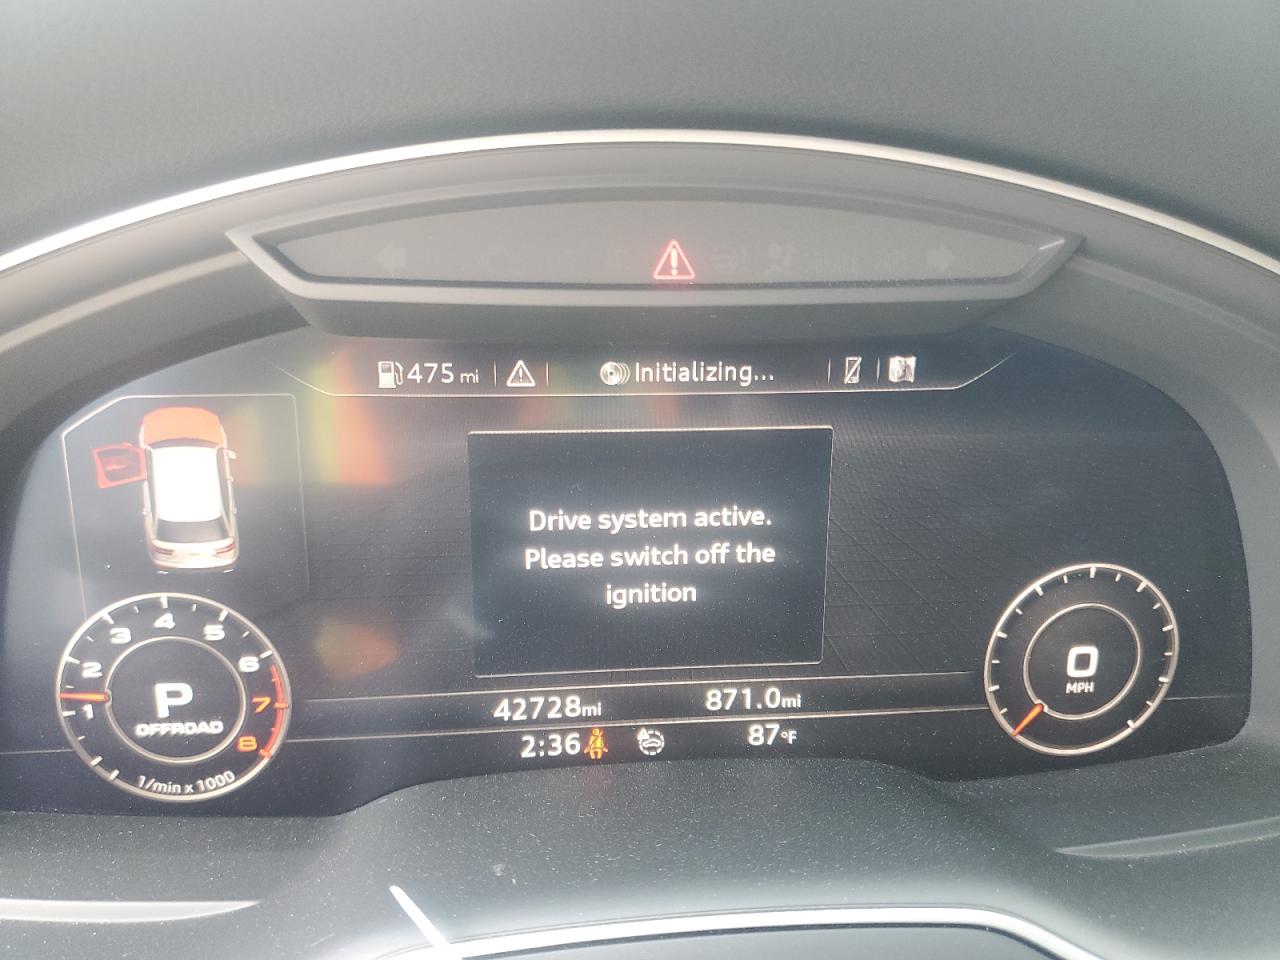 475 mi
Initializing...
Drive system active.
Please switch off the
ignition
1
2
3
4
5
6
7
8
P
OFFROAD
1/min x 1000
0
MPH
42728mi 871.0mi
2:36 87°F